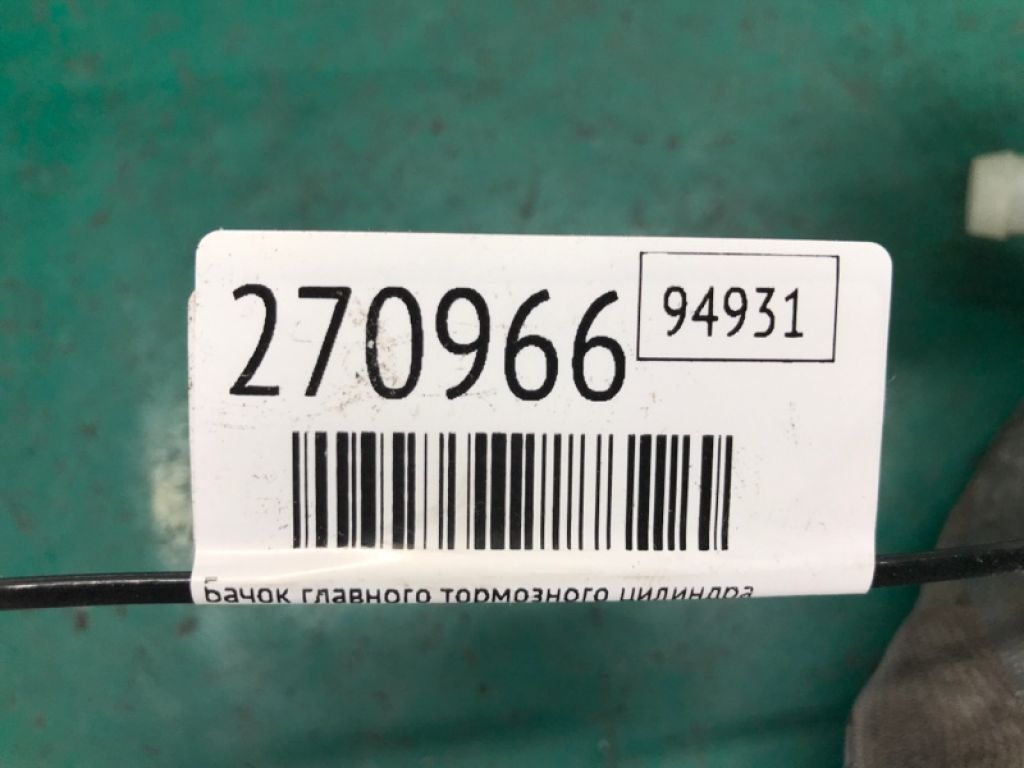 270966
94931
Бачок главного тормозного цилиндра